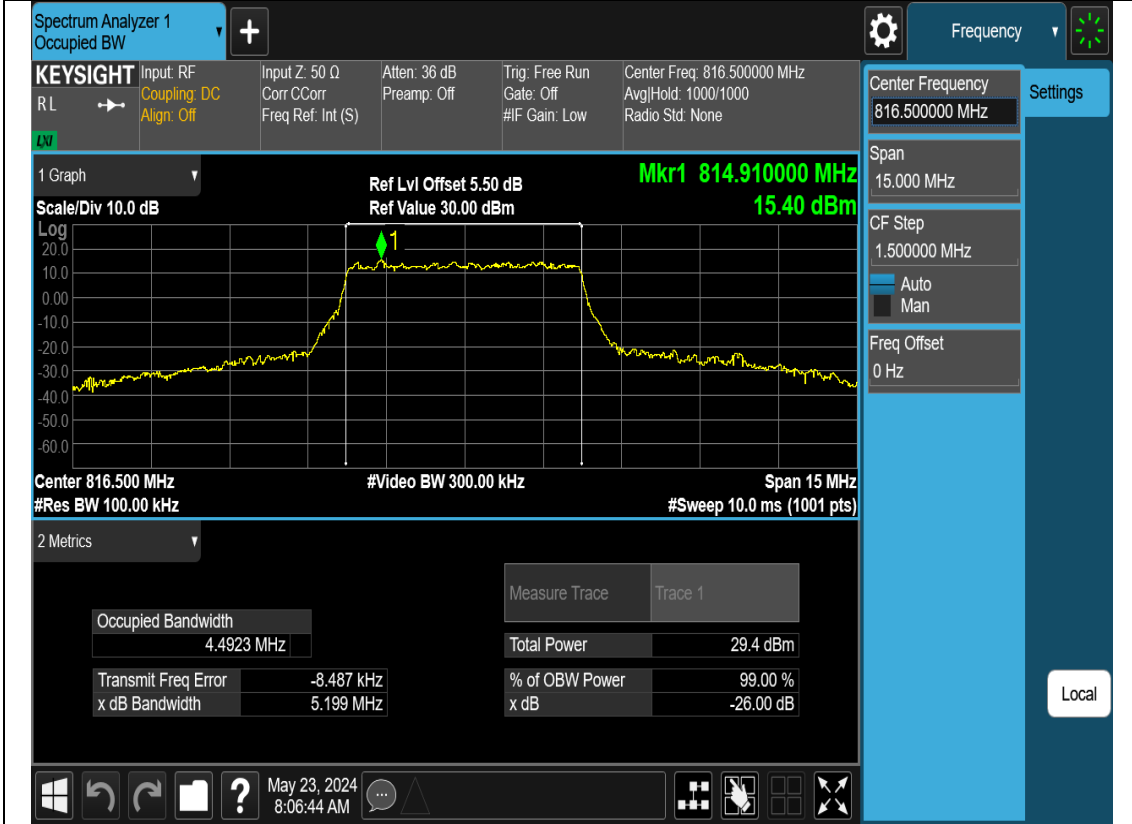 Spectrum Analyzer 1
Occupied BW
+
Frequency
KEYSIGHT
RL
LXI
Input: RF
Coupling: DC
Align: Off
Input Z: 50 Ω
Corr CCorr
Freq Ref: Int (S)
Atten: 36 dB
Preamp: Off
Trig: Free Run
Gate: Off
#IF Gain: Low
Center Freq: 816.500000 MHz
Avg|Hold: 1000/1000
Radio Std: None
Center Frequency
816.500000 MHz
Settings
Span
15.000 MHz
CF Step
1.500000 MHz
Auto
Man
Freq Offset
0 Hz
1 Graph
Scale/Div 10.0 dB
Ref Lvl Offset 5.50 dB
Ref Value 30.00 dBm
Mkr1 814.910000 MHz
15.40 dBm
Log
1
20.0
10.0
0.00
-10.0
-20.0
-30.0
-40.0
-50.0
-60.0
Center 816.500 MHz
#Video BW 300.00 kHz
Span 15 MHz
#Res BW 100.00 kHz
#Sweep 10.0 ms (1001 pts)
2 Metrics
Measure Trace Trace 1
Occupied Bandwidth
4.4923 MHz
Total Power 29.4 dBm
Transmit Freq Error -8.487 kHz
% of OBW Power 99.00 %
x dB Bandwidth 5.199 MHz
x dB -26.00 dB
Local
?
May 23, 2024
8:06:44 AM